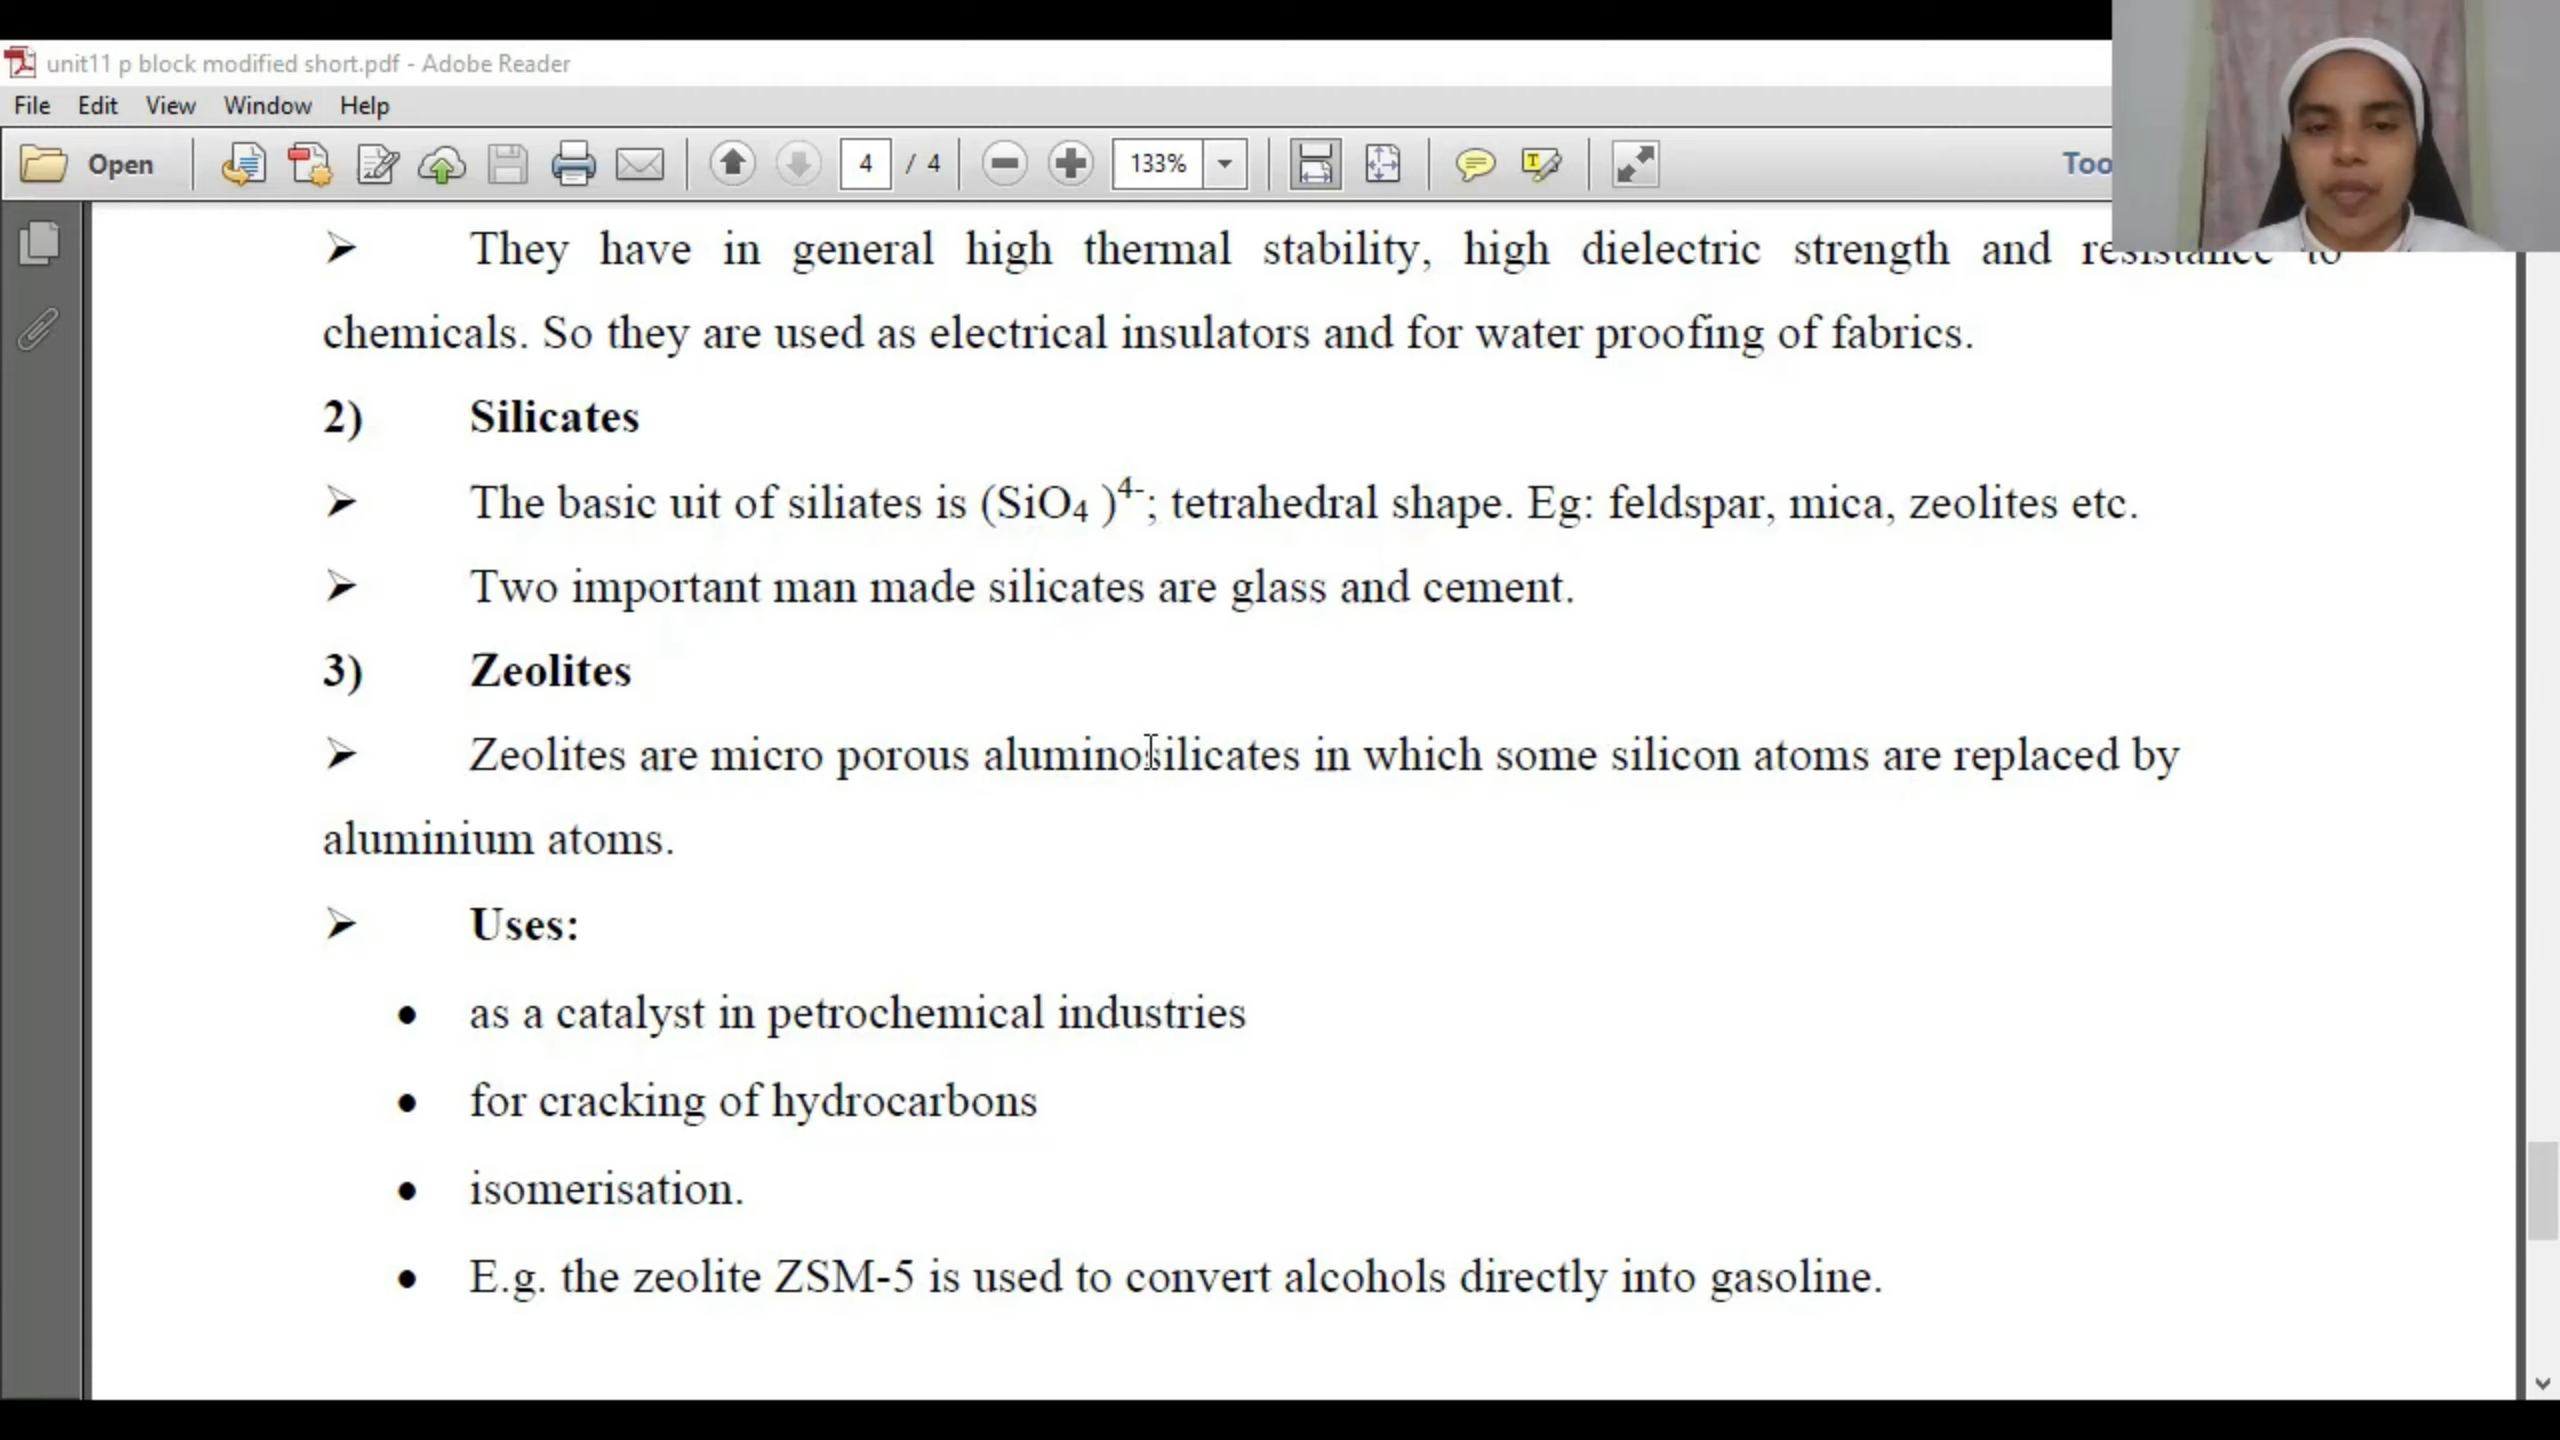 unit11 p block modified short.pdf - Adobe Reader
File Edit View Window Help
Open 4 / 4 133% Too
➢ They have in general high thermal stability, high dielectric strength and resistance to
chemicals. So they are used as electrical insulators and for water proofing of fabrics.
2) Silicates
➢ The basic uit of siliates is (SiO₄ )⁴⁻; tetrahedral shape. Eg: feldspar, mica, zeolites etc.
➢ Two important man made silicates are glass and cement.
3) Zeolites
➢ Zeolites are micro porous aluminosilicates in which some silicon atoms are replaced by
aluminium atoms.
➢ Uses:
• as a catalyst in petrochemical industries
• for cracking of hydrocarbons
• isomerisation.
• E.g. the zeolite ZSM-5 is used to convert alcohols directly into gasoline.